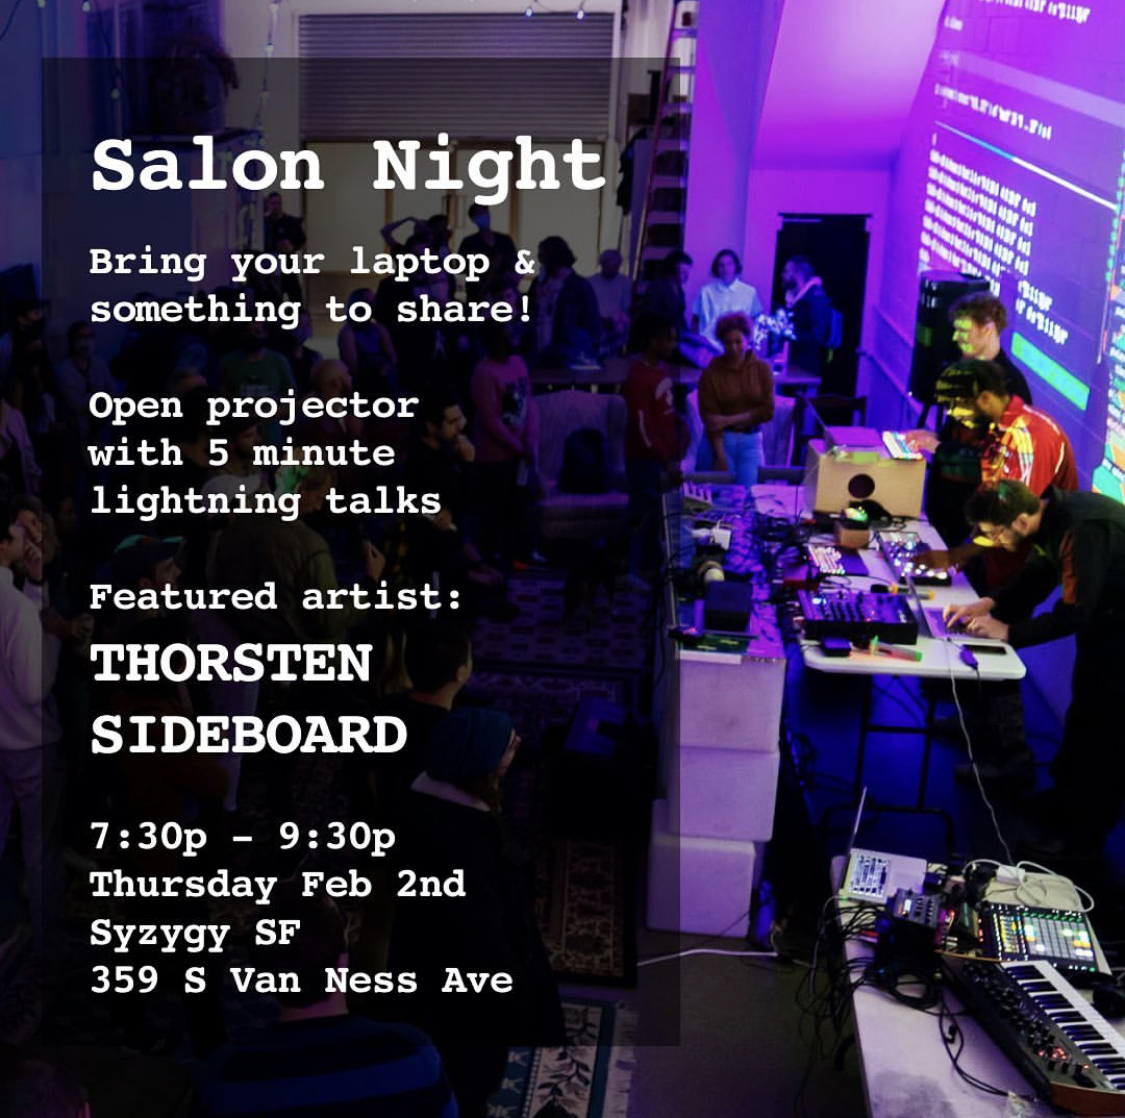 Salon Night
Bring your laptop &
something to share!
Open projector
with 5 minute
lightning talks
Featured artist:
THORSTEN
SIDEBOARD
7:30p – 9:30p
Thursday Feb 2nd
Syzygy SF
359 S Van Ness Ave